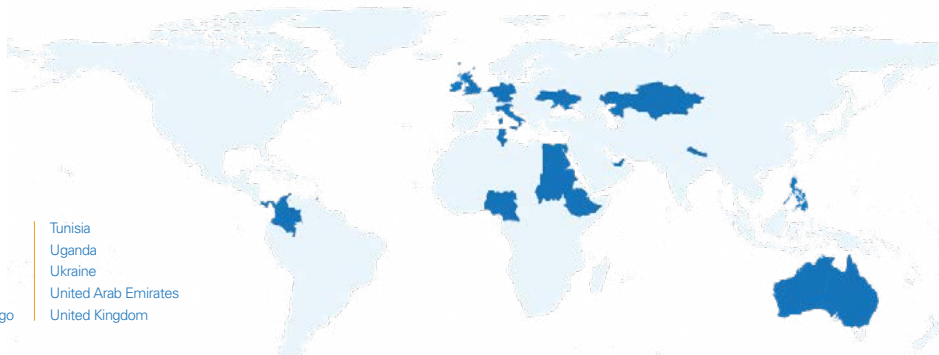 Tunisia
Uganda
Ukraine
United Arab Emirates
go
United Kingdom